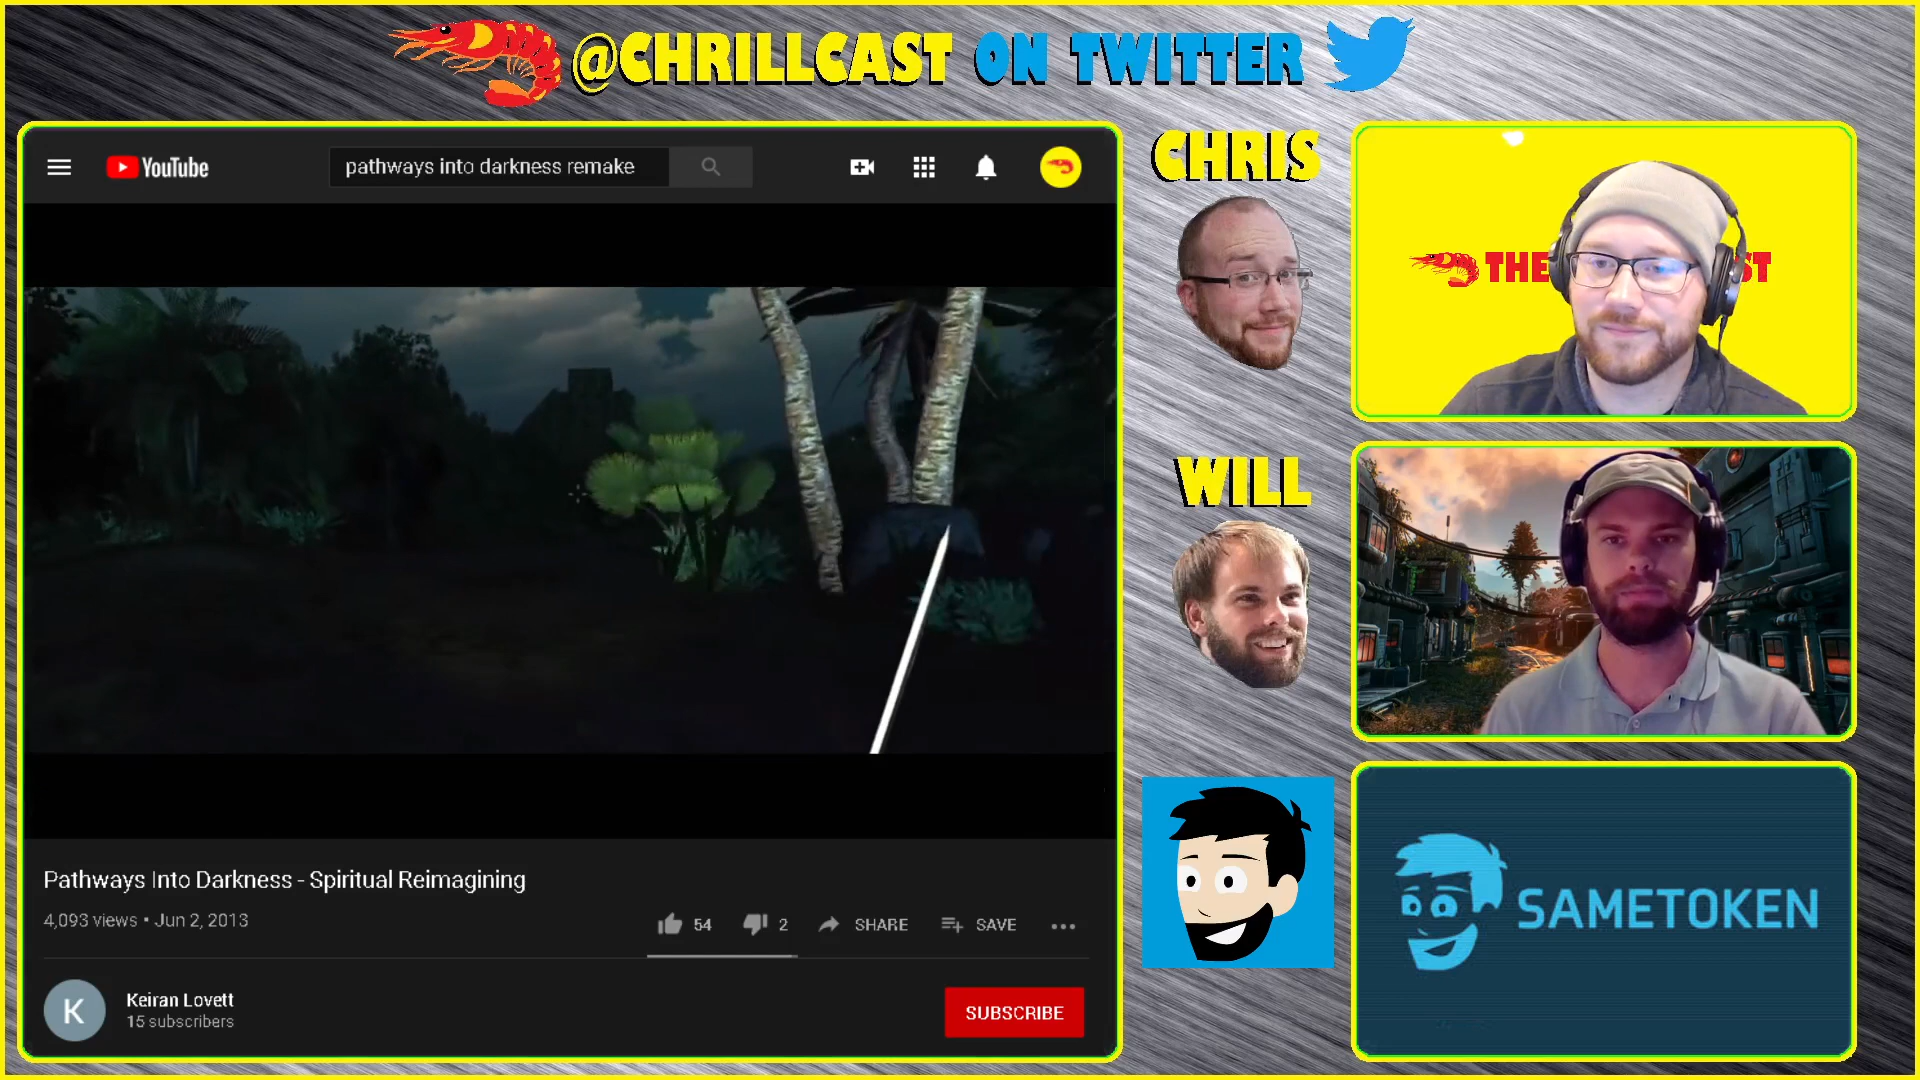 @CHRILLCAST ON TWITTER
YouTube
pathways into darkness remake
Pathways Into Darkness - Spiritual Reimagining
4,093 views • Jun 2, 2013
54
2
SHARE
SAVE
K
Keiran Lovett
15 subscribers
SUBSCRIBE
CHRIS
THE
ST
WILL
SAMETOKEN